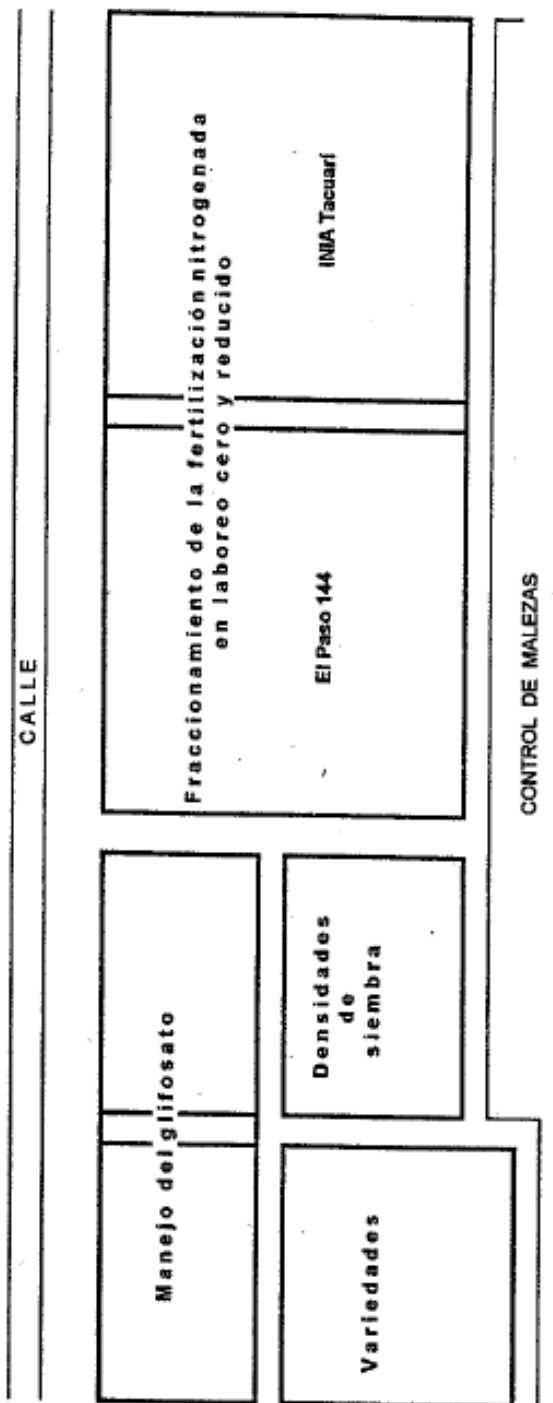 CALLE
Manejo del glifosato
Fraccionamiento de la fertilización nitrogenada
en laboreo cero y reducido
El Paso 144
INIA Tacuarí
Variedades
Densidades
de
siembra
CONTROL DE MALEZAS